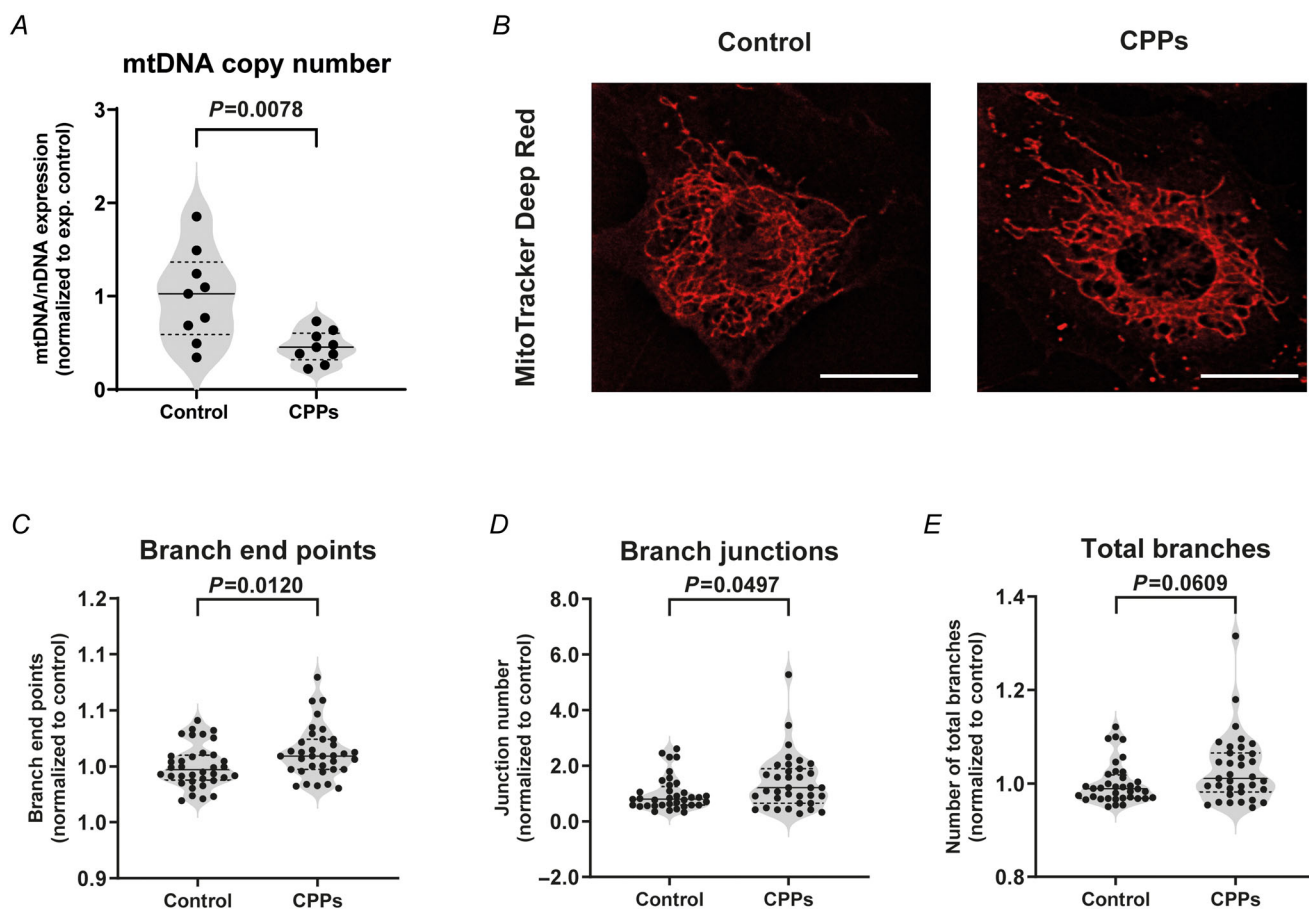 A
mtDNA copy number
P=0.0078
mtDNA/nDNA expression
(normalized to exp. control)
3
2
1
0
Control
CPPs
B
Control
CPPs
MitoTracker Deep Red
C
Branch end points
P=0.0120
Branch end points
(normalized to control)
1.2
1.1
1.1
1.0
1.0
0.9
Control
CPPs
D
Branch junctions
P=0.0497
Junction number
(normalized to control)
8.0
6.0
4.0
2.0
0.0
–2.0
Control
CPPs
E
Total branches
P=0.0609
Number of total branches
(normalized to control)
1.4
1.2
1.0
0.8
Control
CPPs